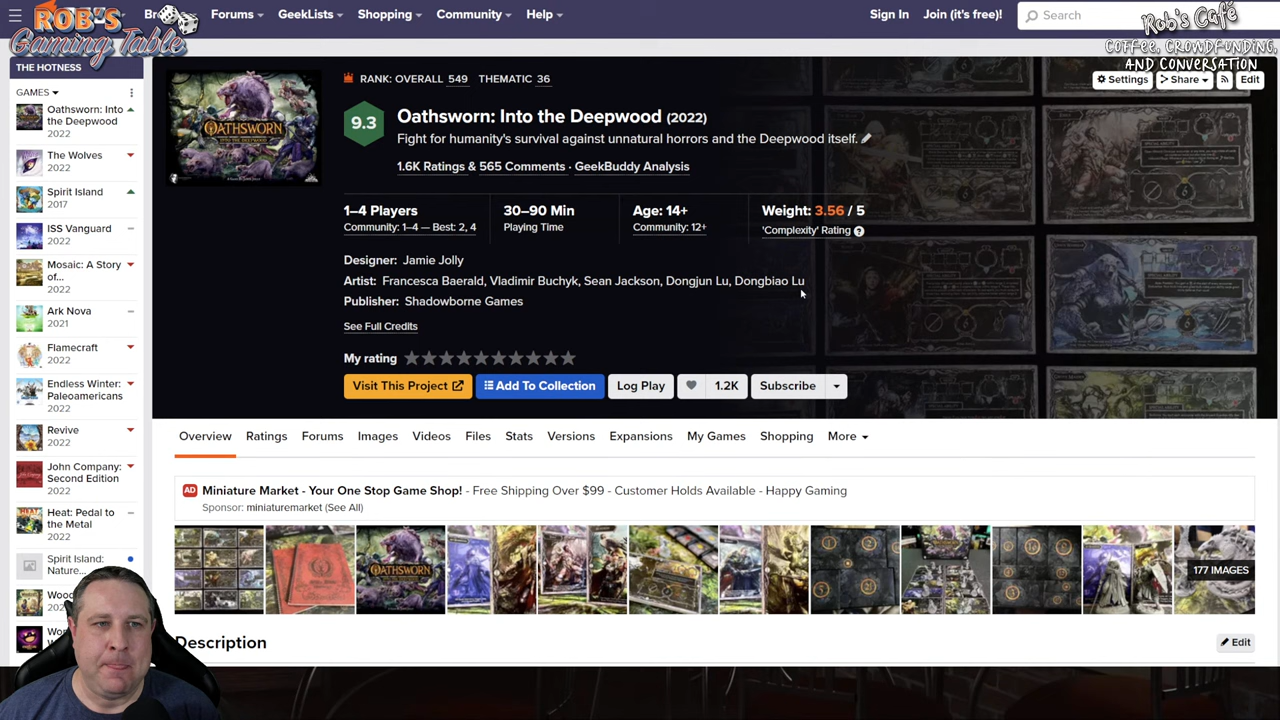 ROB'S
Gaming Table
Forums
GeekLists
Shopping
Community
Help
Sign In
Join (it's free!)
Search
Rob's Café
COFFEE, CROWDFUNDING,
AND CONVERSATION
THE HOTNESS
GAMES
Oathsworn: Into
the Deepwood
2022
The Wolves
2022
Spirit Island
2017
ISS Vanguard
2022
Mosaic: A Story
of...
2022
Ark Nova
2021
Flamecraft
2022
Endless Winter:
Paleoamericans
2022
Revive
2022
John Company:
Second Edition
2022
Heat: Pedal to
the Metal
2022
Spirit Island:
Nature...
OATHSWORN
RANK: OVERALL 549 THEMATIC 36
Settings
Share
Edit
9.3
Oathsworn: Into the Deepwood (2022)
Fight for humanity's survival against unnatural horrors and the Deepwood itself.
1.6K Ratings & 565 Comments · GeekBuddy Analysis
1–4 Players
Community: 1–4 — Best: 2, 4
30–90 Min
Playing Time
Age: 14+
Community: 12+
Weight: 3.56 / 5
'Complexity' Rating
Designer: Jamie Jolly
Artist: Francesca Baerald, Vladimir Buchyk, Sean Jackson, Dongjun Lu, Dongbiao Lu
Publisher: Shadowborne Games
See Full Credits
My rating
Visit This Project
Add To Collection
Log Play
1.2K
Subscribe
Overview
Ratings
Forums
Images
Videos
Files
Stats
Versions
Expansions
My Games
Shopping
More
AD
Miniature Market - Your One Stop Game Shop! - Free Shipping Over $99 - Customer Holds Available - Happy Gaming
Sponsor: miniaturemarket (See All)
OATHSWORN
177 IMAGES
Description
Edit